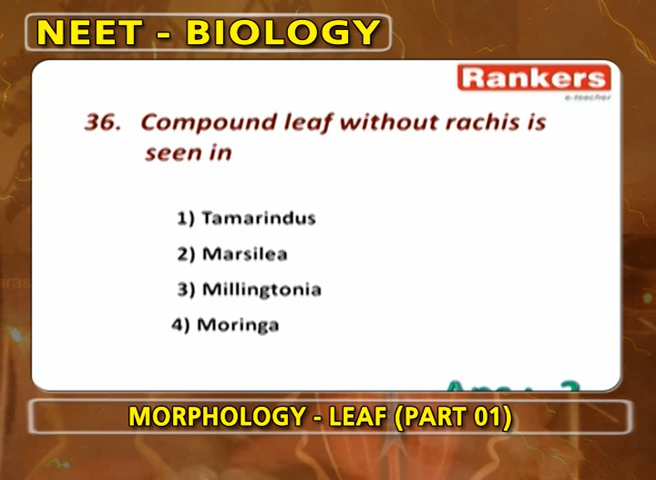 NEET - BIOLOGY
Rankers
e-teacher
36. Compound leaf without rachis is
seen in
1) Tamarindus
2) Marsilea
3) Millingtonia
4) Moringa
MORPHOLOGY - LEAF (PART 01)